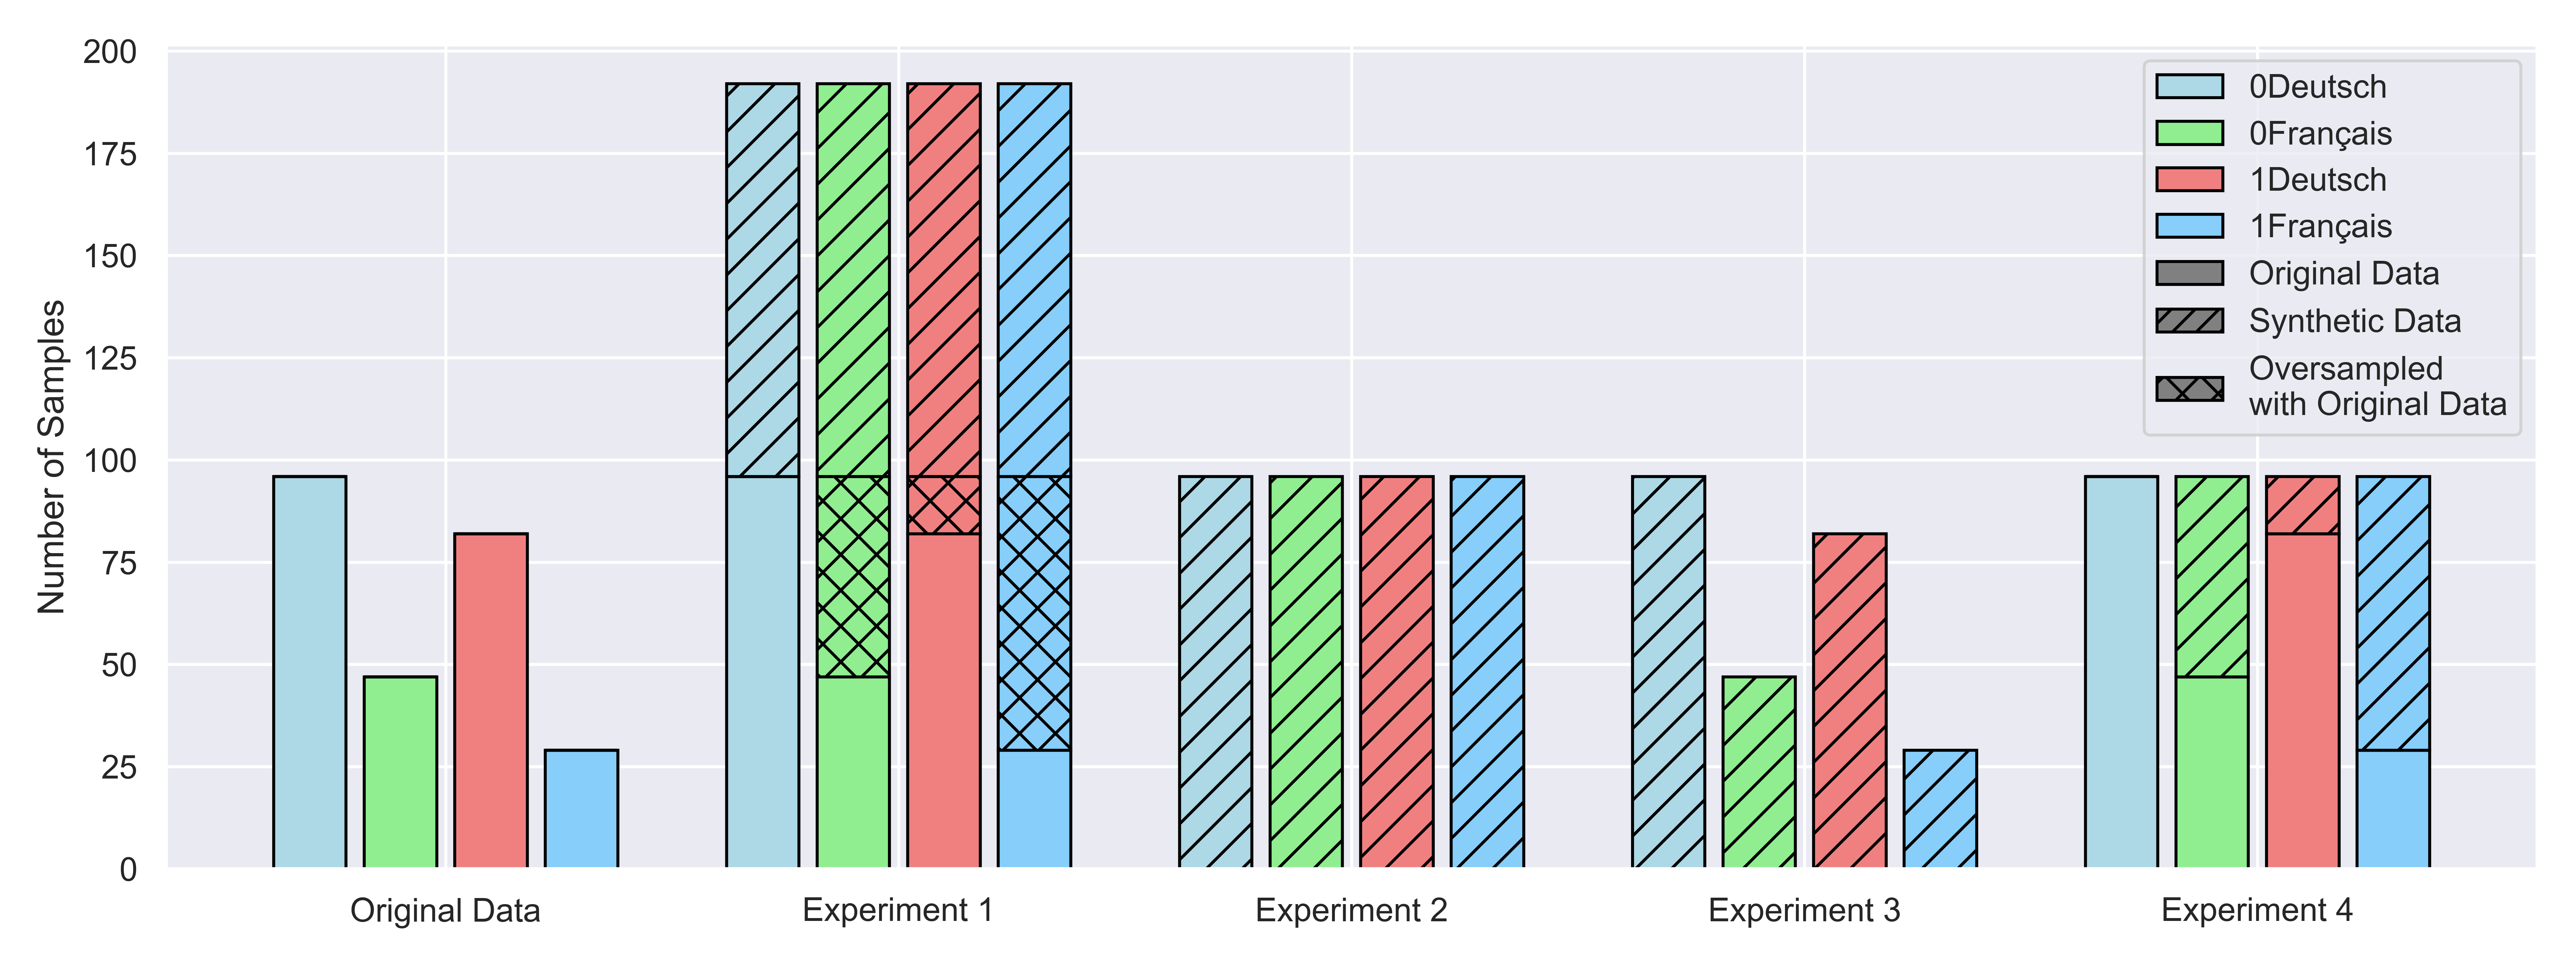 Number of Samples
200
175
150
125
100
75
50
25
0
Original Data
Experiment 1
Experiment 2
Experiment 3
Experiment 4
0Deutsch
0Français
1Deutsch
1Français
Original Data
Synthetic Data
Oversampled
with Original Data